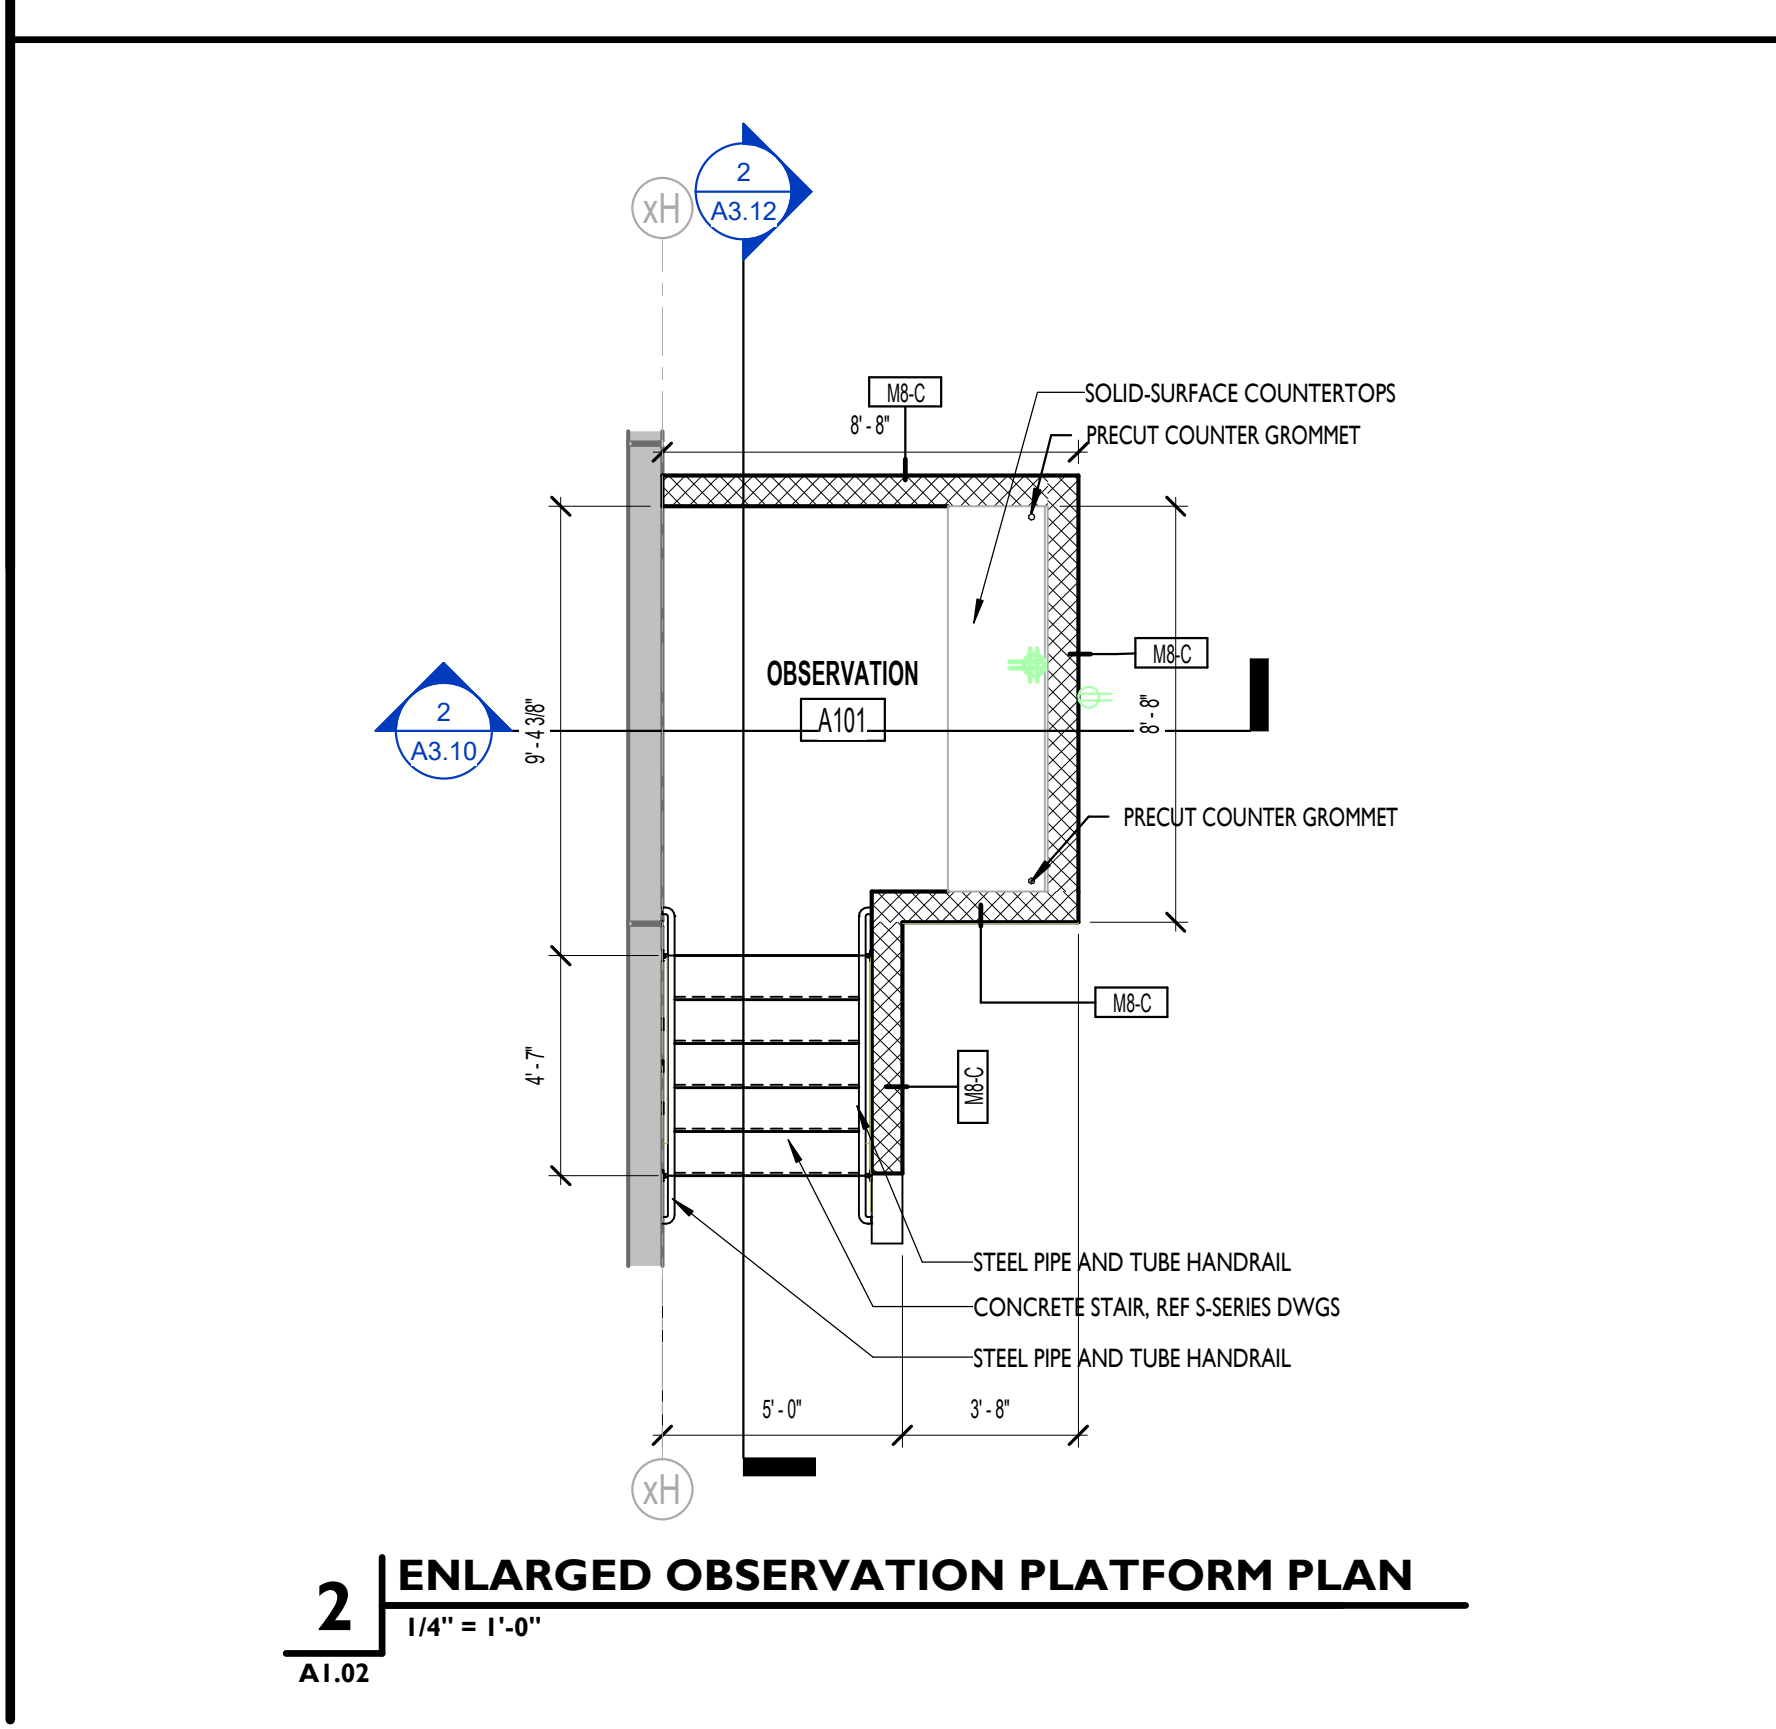 2
A3.12
xH
M8-C
8' - 8"
SOLID-SURFACE COUNTERTOPS
PRECUT COUNTER GROMMET
OBSERVATION
A101
M8-C
2
A3.10
9' - 4 3/8"
8' - 8"
PRECUT COUNTER GROMMET
M8-C
4' - 7"
M8-C
STEEL PIPE AND TUBE HANDRAIL
CONCRETE STAIR, REF S-SERIES DWGS
STEEL PIPE AND TUBE HANDRAIL
5' - 0"
3' - 8"
xH
2
ENLARGED OBSERVATION PLATFORM PLAN
1/4" = 1'-0"
A1.02